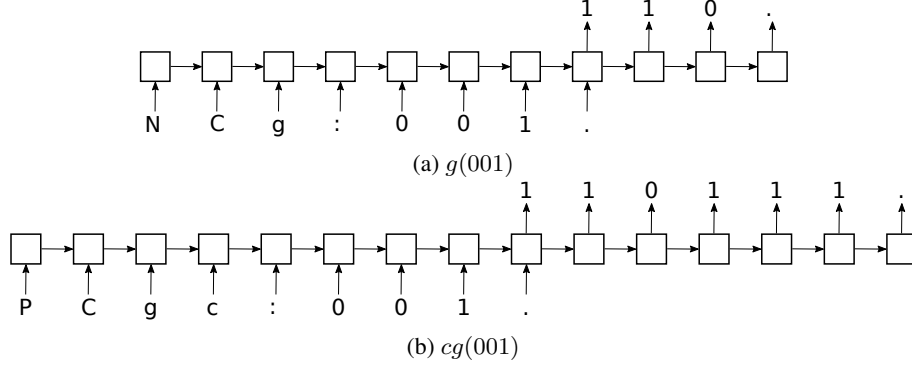 1 1 0 .
N C g : 0 0 1 .
(a) g(001)
1 1 0 1 1 1 .
P C g c : 0 0 1 .
(b) cg(001)